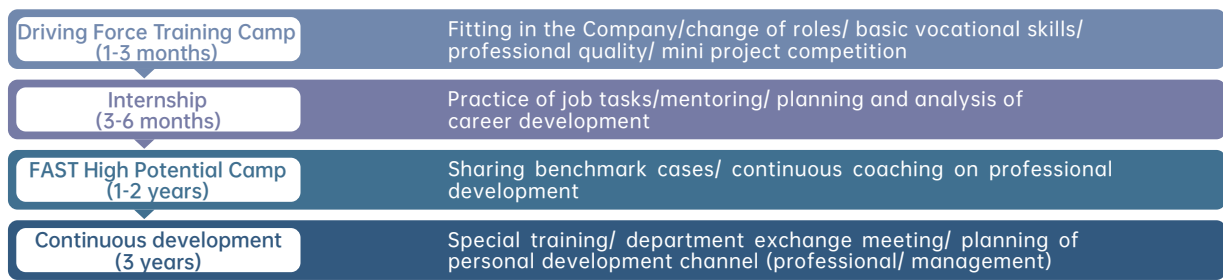 Driving Force Training Camp
(1-3 months)
Fitting in the Company/change of roles/ basic vocational skills/
professional quality/ mini project competition
Internship
(3-6 months)
Practice of job tasks/mentoring/ planning and analysis of
career development
FAST High Potential Camp
(1-2 years)
Sharing benchmark cases/ continuous coaching on professional
development
Continuous development
(3 years)
Special training/ department exchange meeting/ planning of
personal development channel (professional/ management)